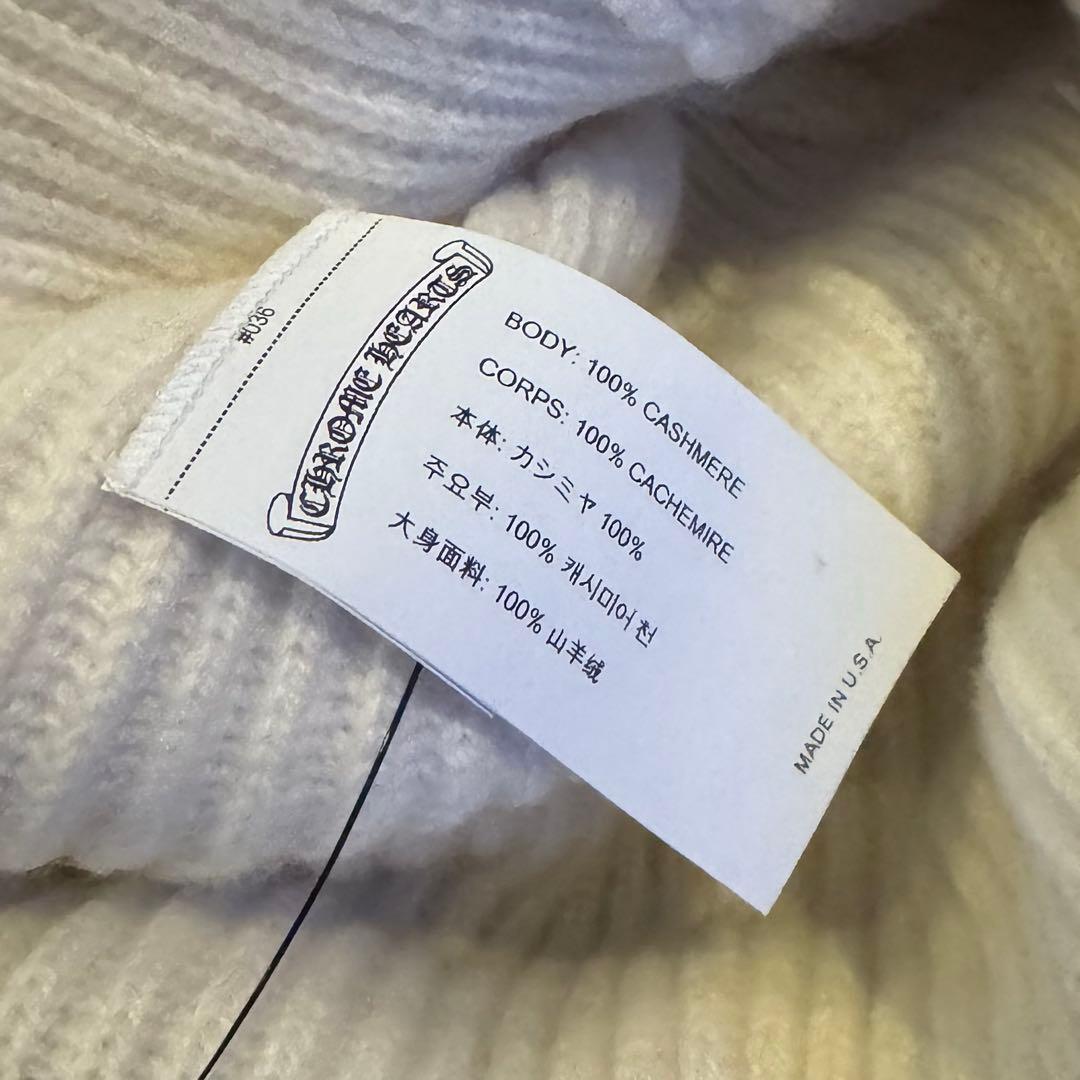 #036
CHROME HEARTS
BODY: 100% CASHMERE
CORPS: 100% CACHEMIRE
本体: カシミヤ 100%
주요부: 100% 캐시미어 천
大身面料: 100% 山羊绒
MADE IN U.S.A.